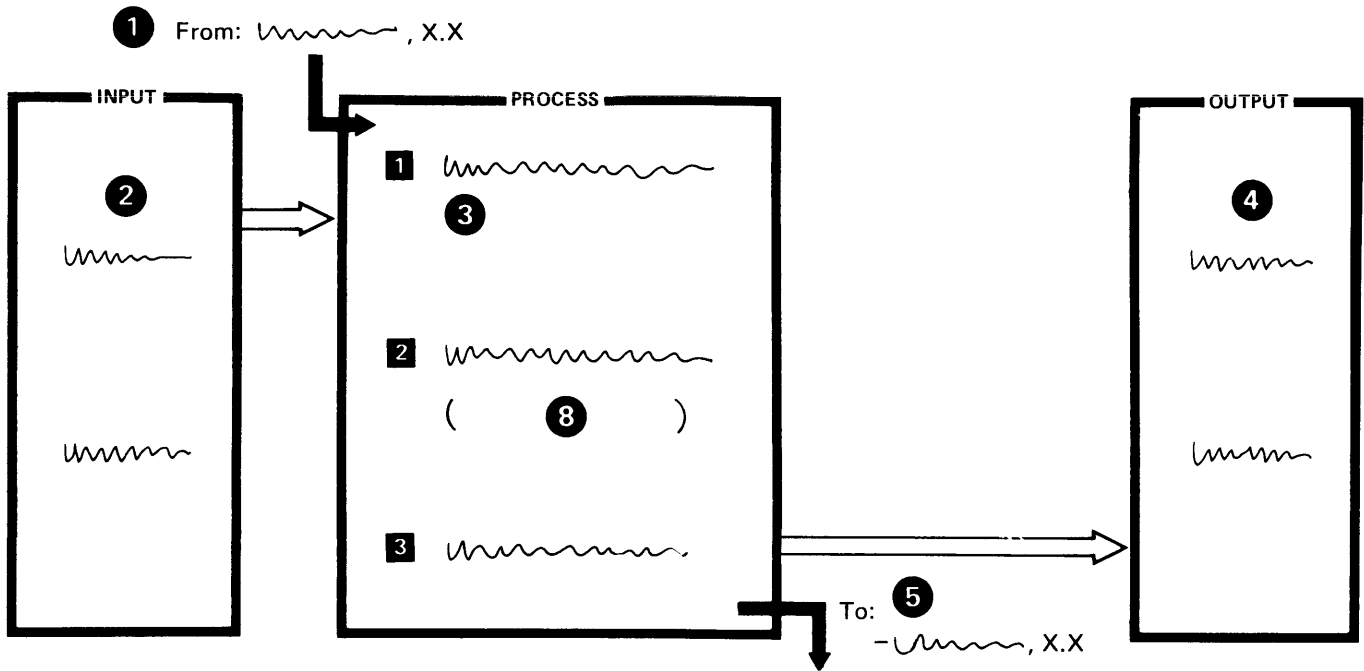 1 From: , X.X
INPUT
PROCESS
OUTPUT
1
2
3
4
2
( 8 )
3
To: 5
- , X.X